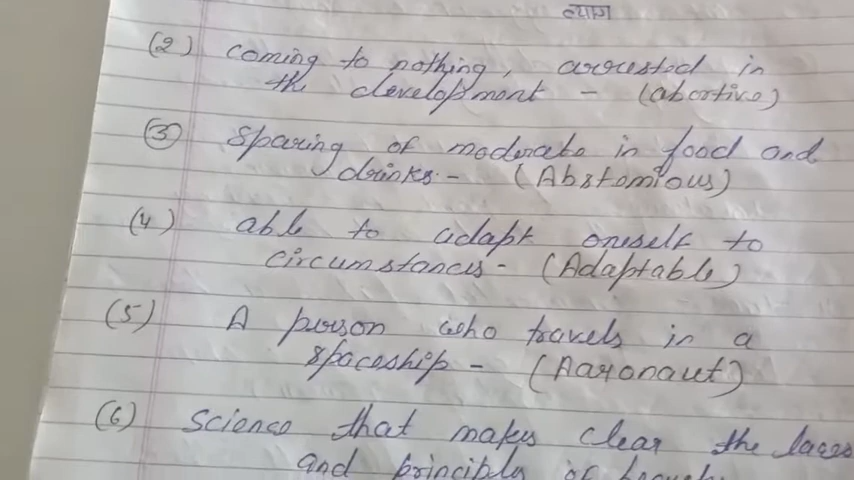 त्याग
(2) coming to nothing, arrested in
the development - (abortive)
(3) Sparing of moderate in food and
drinks - (Abstomious)
(4) able to adapt oneself to
circumstances - (Adaptable)
(5) A person who travels in a
spaceship - (Aaronaut)
(6) Science that makes clear the laws
and principles of